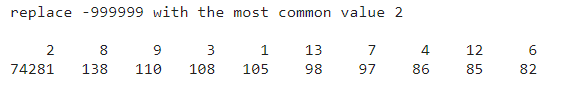 replace -999999 with the most common value 2
2 8 9 3 1 13 7 4 12 6
74281 138 110 108 105 98 97 86 85 82